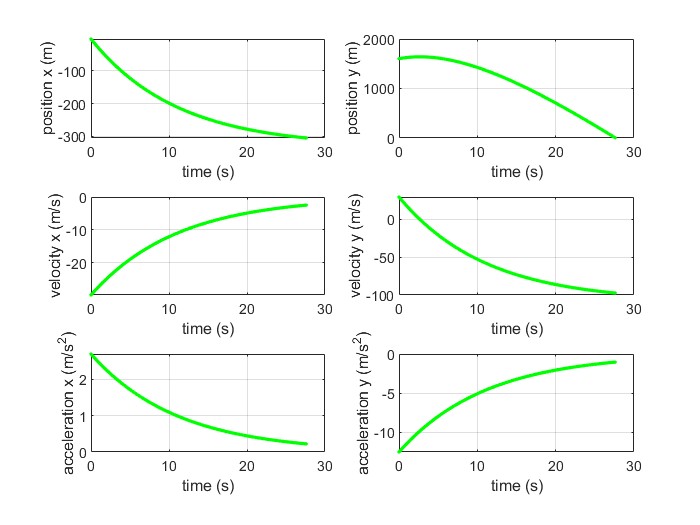 position x (m)
-100
-200
-300
0 10 20 30
time (s)
position y (m)
2000
1000
0
0 10 20 30
time (s)
velocity x (m/s)
0
-10
-20
0 10 20 30
time (s)
velocity y (m/s)
0
-50
-100
0 10 20 30
time (s)
acceleration x (m/s²)
2
1
0
0 10 20 30
time (s)
acceleration y (m/s²)
0
-5
-10
0 10 20 30
time (s)